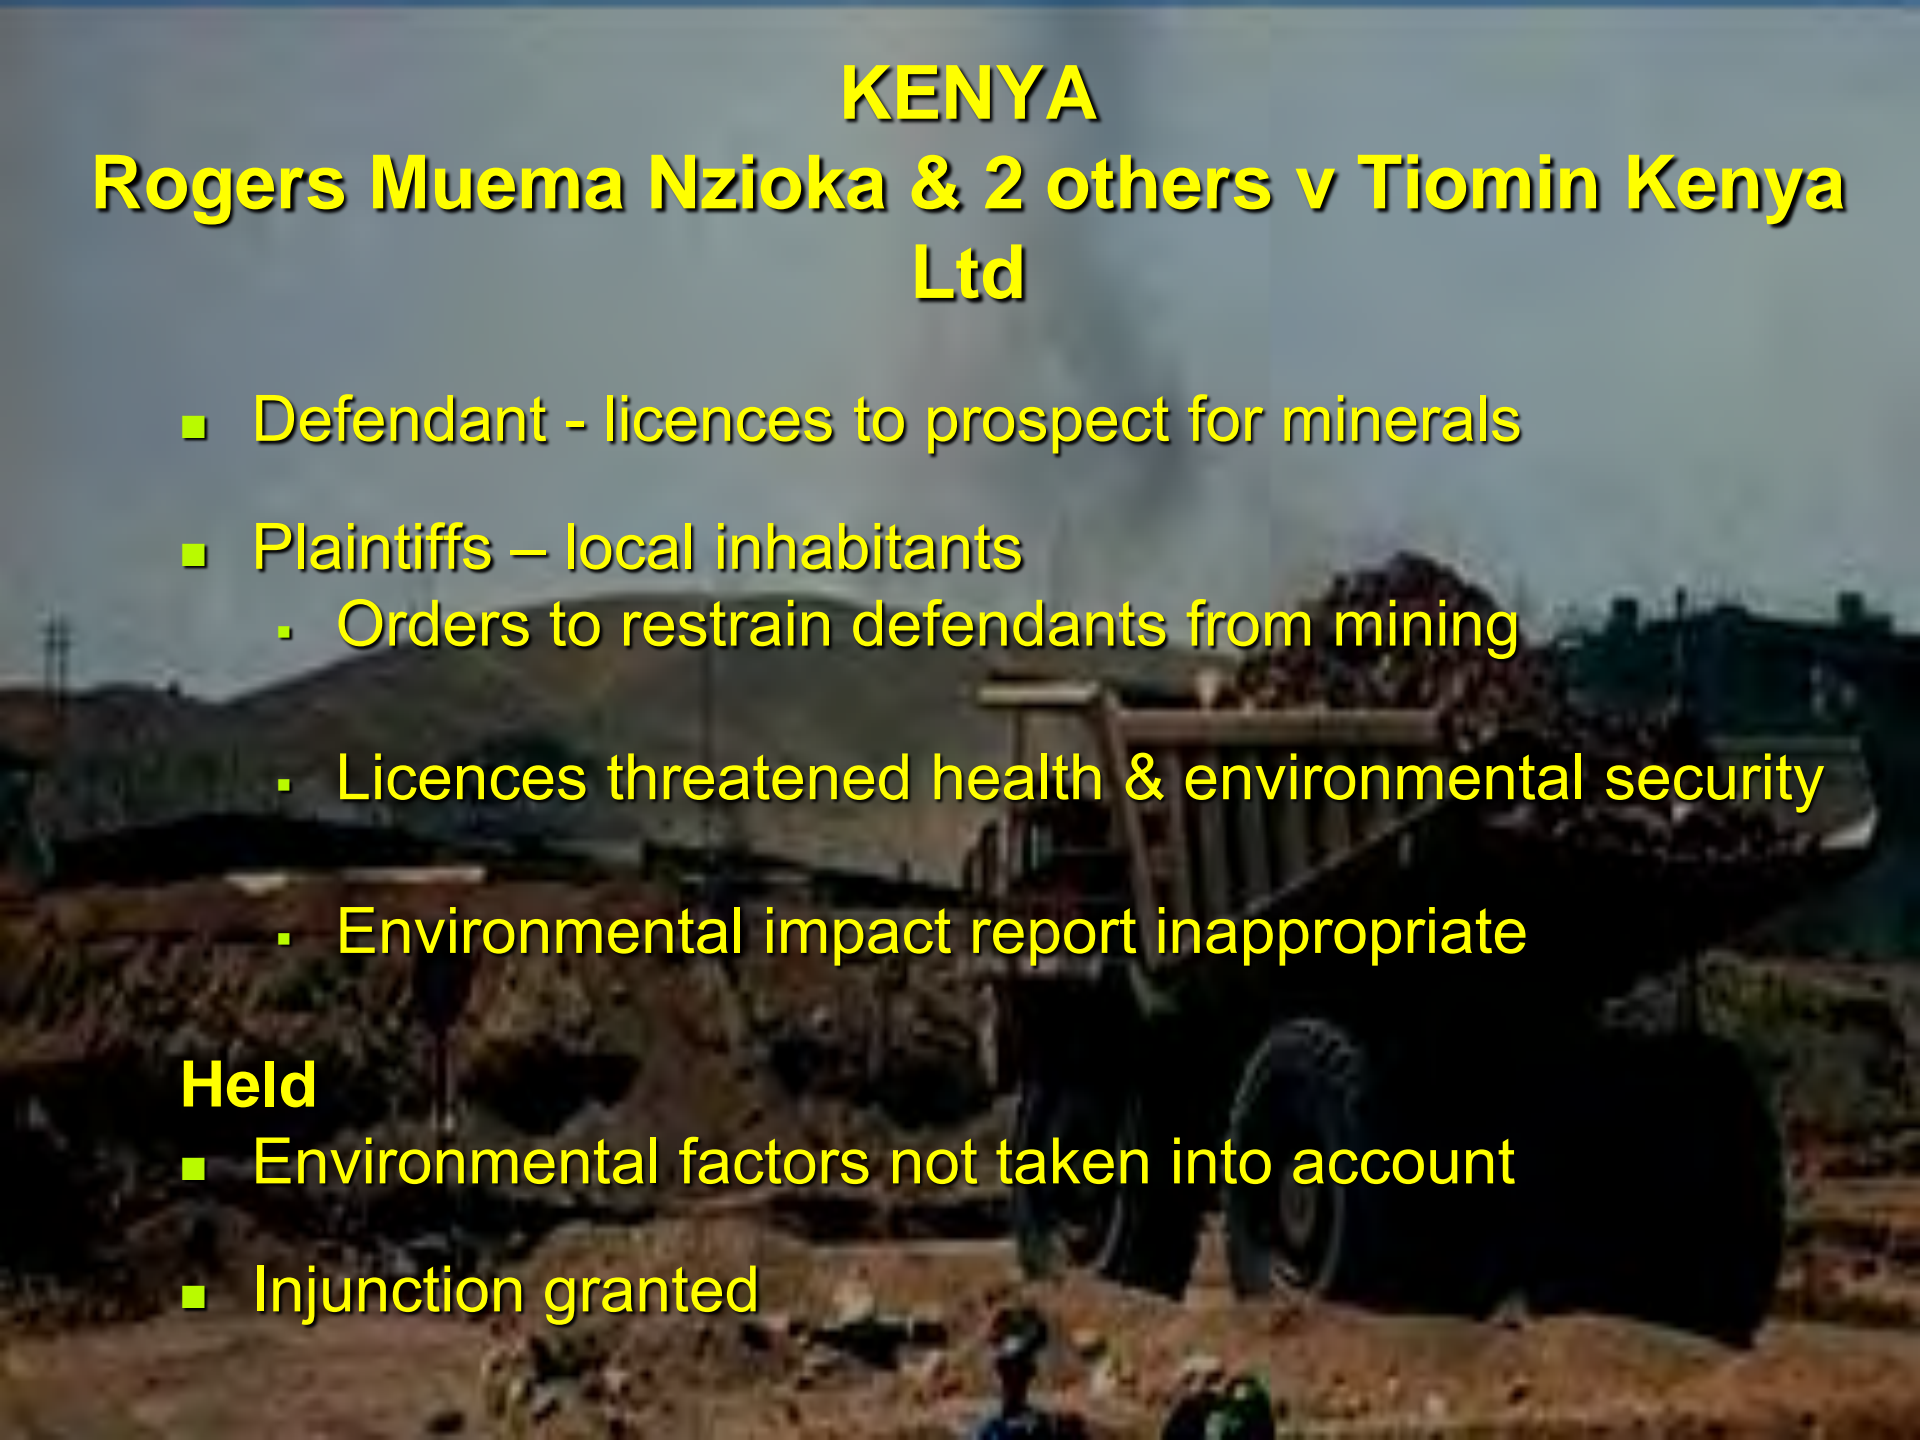 KENYA
Rogers Muema Nzioka & 2 others v Tiomin Kenya
Ltd
Defendant - licences to prospect for minerals
Plaintiffs – local inhabitants
Orders to restrain defendants from mining
Licences threatened health & environmental security
Environmental impact report inappropriate
Held
Environmental factors not taken into account
Injunction granted